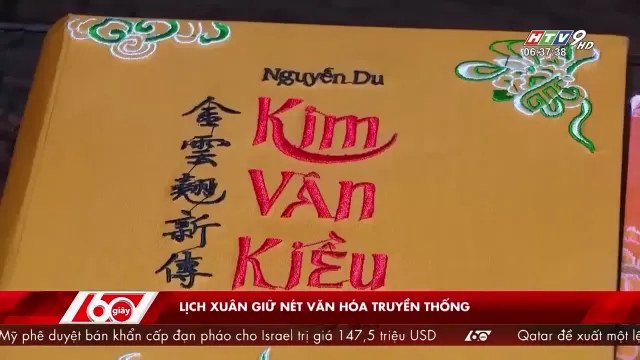 HTV9 HD
06:37:38
Nguyễn Du
金雲翹新傳
Kim
VÂN
KIỀU
60 giây
LỊCH XUÂN GIỮ NÉT VĂN HÓA TRUYỀN THỐNG
Mỹ phê duyệt bán khẩn cấp đạn pháo cho Israel trị giá 147,5 triệu USD 60 Qatar để xuất một